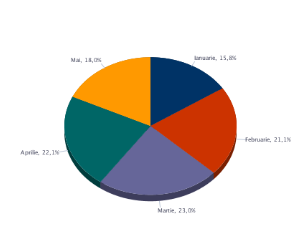 Ianuarie, 15,8%
Mai, 18,0%
Februarie, 21,1%
Aprilie, 22,1%
Martie, 23,0%